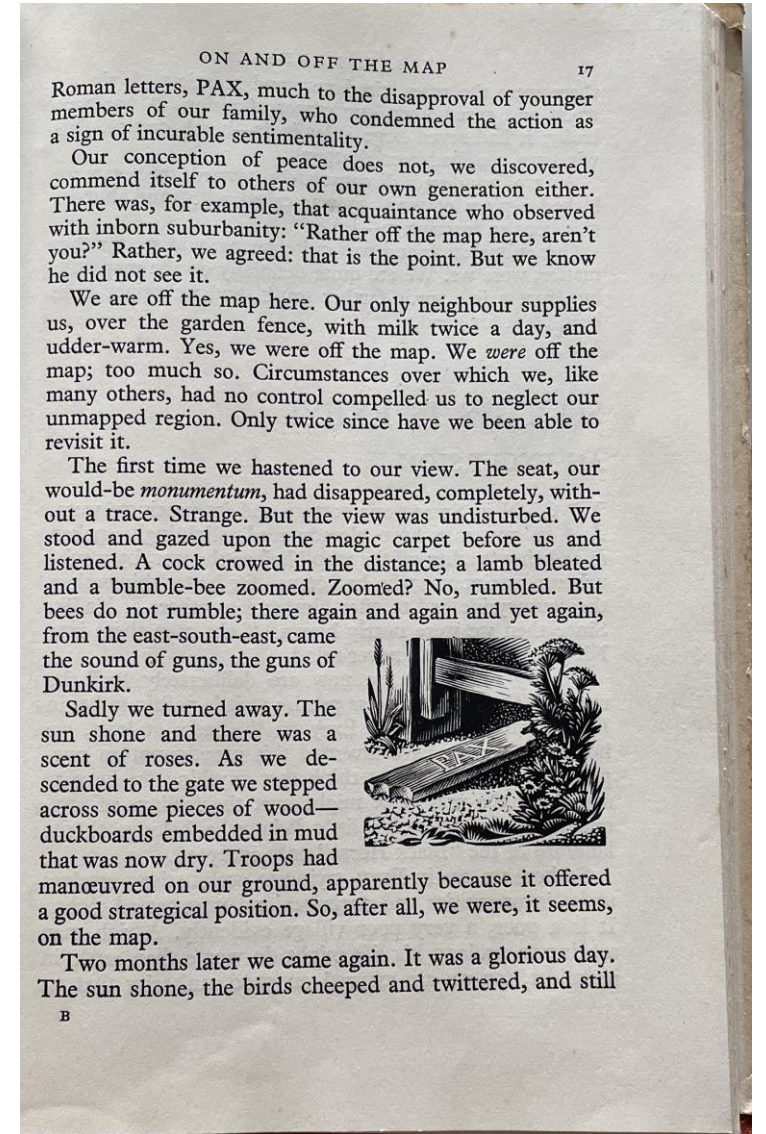 ON AND OFF THE MAP 17
Roman letters, PAX, much to the disapproval of younger
members of our family, who condemned the action as
a sign of incurable sentimentality.
Our conception of peace does not, we discovered,
commend itself to others of our own generation either.
There was, for example, that acquaintance who observed
with inborn suburbanity: “Rather off the map here, aren’t
you?” Rather, we agreed: that is the point. But we know
he did not see it.
We are off the map here. Our only neighbour supplies
us, over the garden fence, with milk twice a day, and
udder-warm. Yes, we were off the map. We were off the
map; too much so. Circumstances over which we, like
many others, had no control compelled us to neglect our
unmapped region. Only twice since have we been able to
revisit it.
The first time we hastened to our view. The seat, our
would-be monumentum, had disappeared, completely, with-
out a trace. Strange. But the view was undisturbed. We
stood and gazed upon the magic carpet before us and
listened. A cock crowed in the distance; a lamb bleated
and a bumble-bee zoomed. Zoomed? No, rumbled. But
bees do not rumble; there again and again and yet again,
from the east-south-east, came
the sound of guns, the guns of
Dunkirk.
Sadly we turned away. The
sun shone and there was a
scent of roses. As we de-
scended to the gate we stepped
across some pieces of wood—
duckboards embedded in mud
that was now dry. Troops had
PAX
manœuvred on our ground, apparently because it offered
a good strategical position. So, after all, we were, it seems,
on the map.
Two months later we came again. It was a glorious day.
The sun shone, the birds cheeped and twittered, and still
B